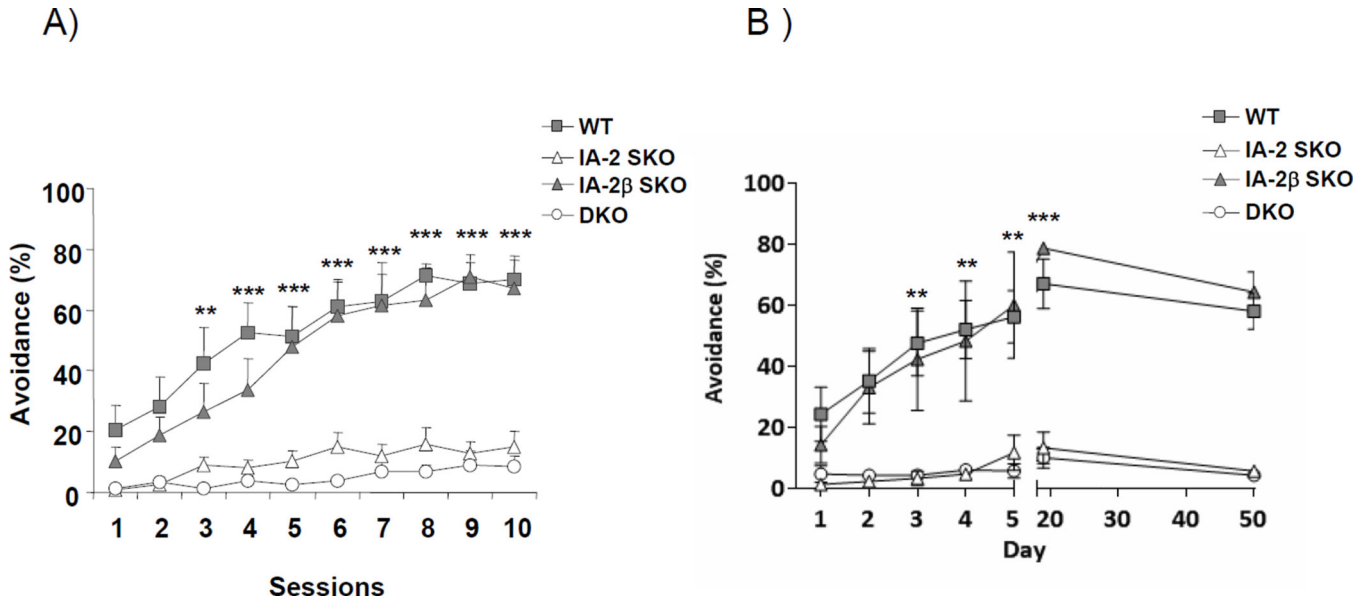 A)
WT
IA-2 SKO
IA-2β SKO
DKO
100
80
60
40
20
0
Avoidance (%)
**
***
***
***
***
***
***
***
1 2 3 4 5 6 7 8 9 10
Sessions
B )
WT
IA-2 SKO
IA-2β SKO
DKO
100
80
60
40
20
0
Avoidance (%)
**
**
**
***
1 2 3 4 5 20 30 40 50
Day